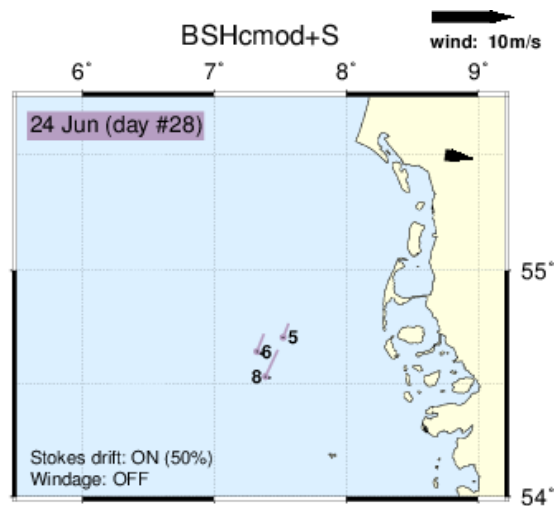 BSHcmod+S
wind: 10m/s
6° 7° 8° 9°
24 Jun (day #28)
55°
5
6
8
Stokes drift: ON (50%)
Windage: OFF
54°